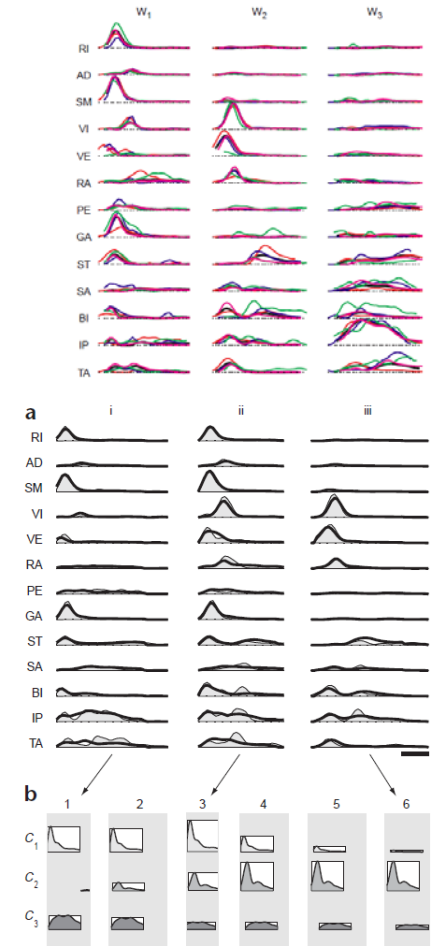 W1 W2 W3
RI
AD
SM
VI
VE
RA
PE
GA
ST
SA
BI
IP
TA
a i ii iii
RI
AD
SM
VI
VE
RA
PE
GA
ST
SA
BI
IP
TA
b 1 2 3 4 5 6
C1
C2
C3